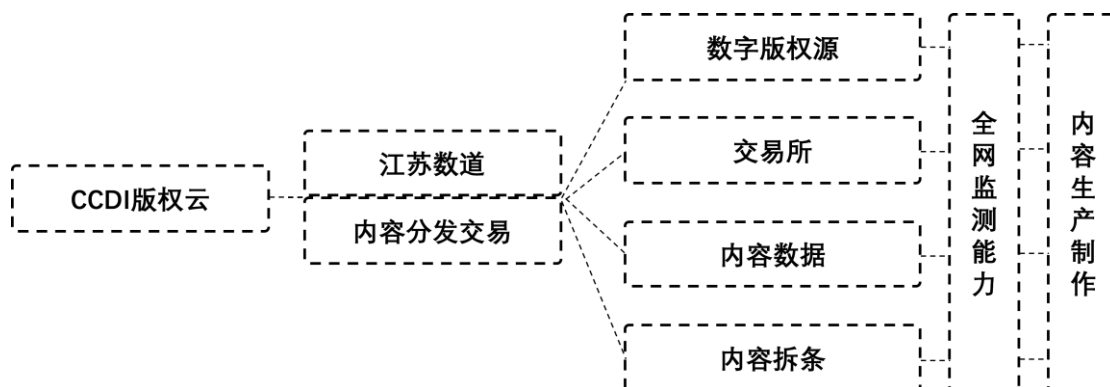 CCDI版权云
江苏数道
内容分发交易
数字版权源
交易所
内容数据
内容拆条
全网监测能力
内容生产制作